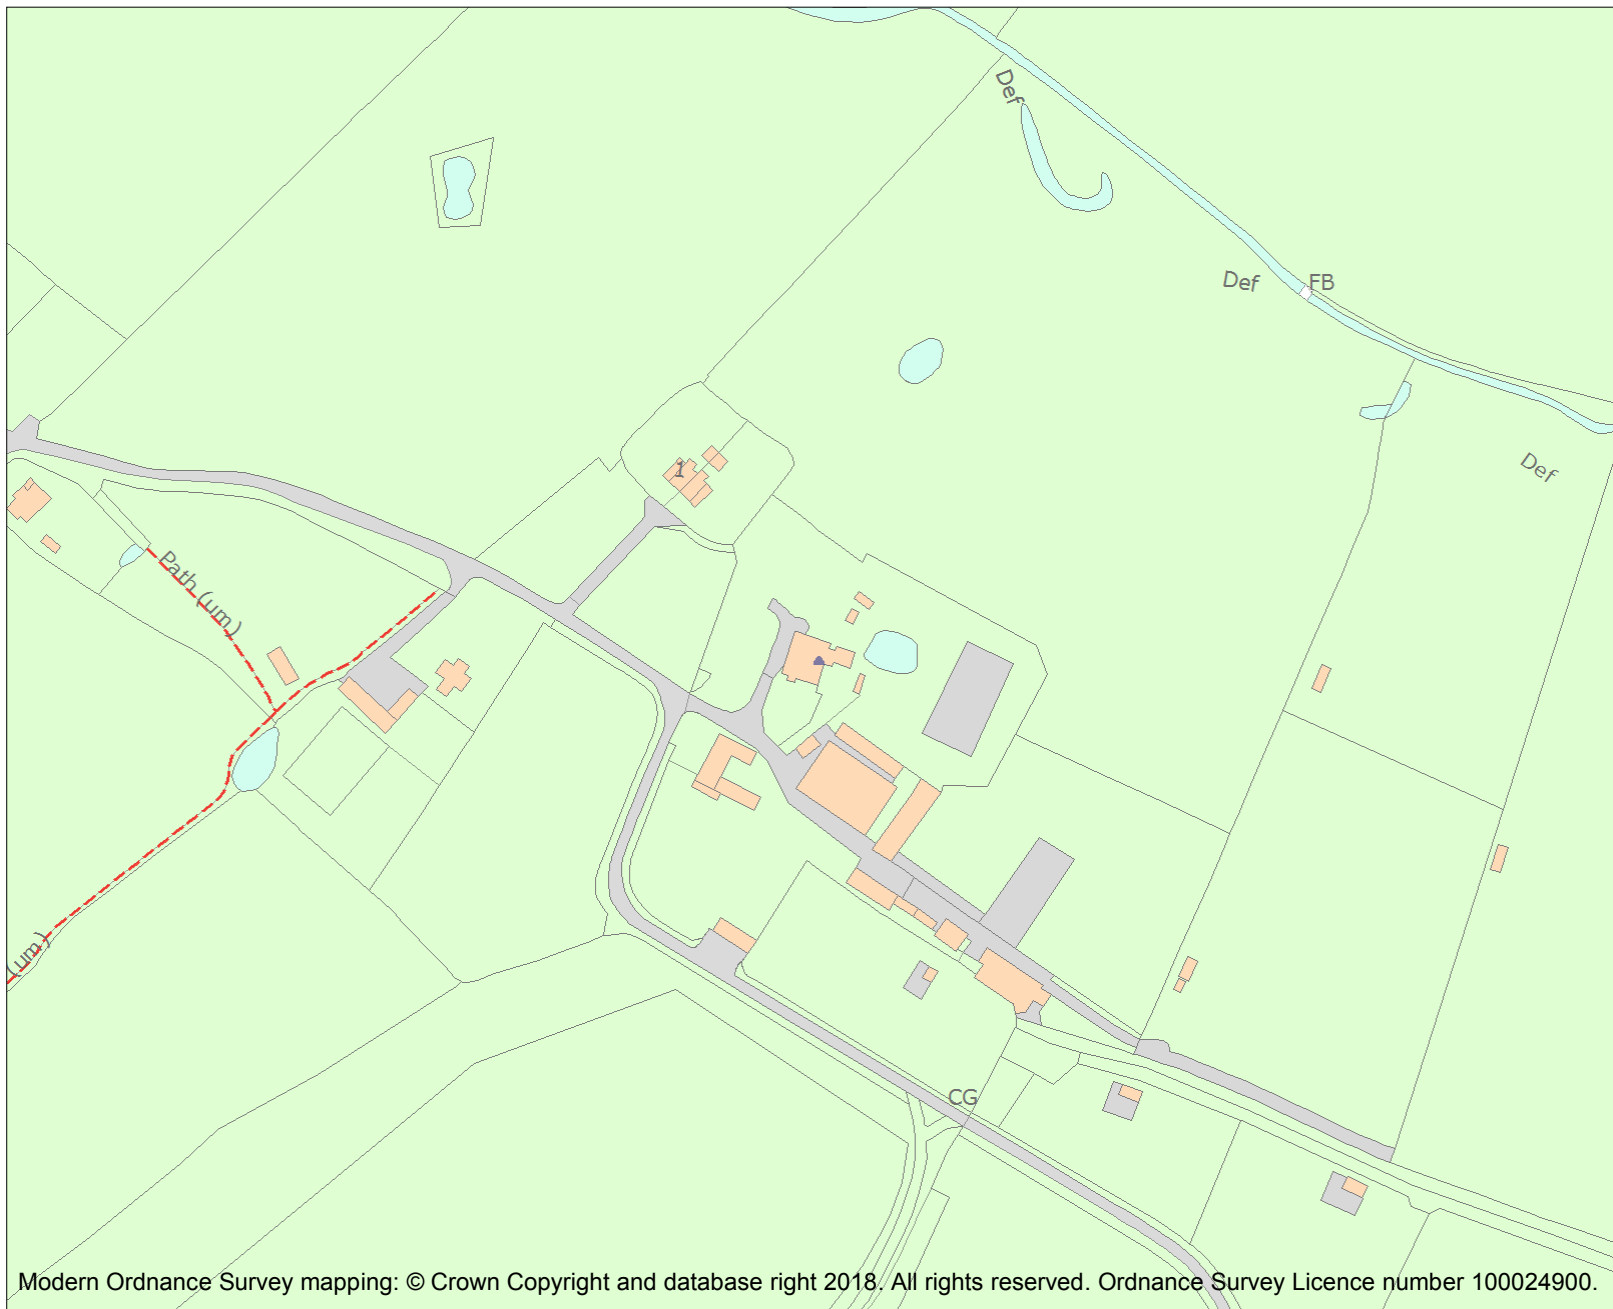 Def
Def
FB
Def
1
Path (um)
(um)
CG
Modern Ordnance Survey mapping: © Crown Copyright and database right 2018. All rights reserved. Ordnance Survey Licence number 100024900.